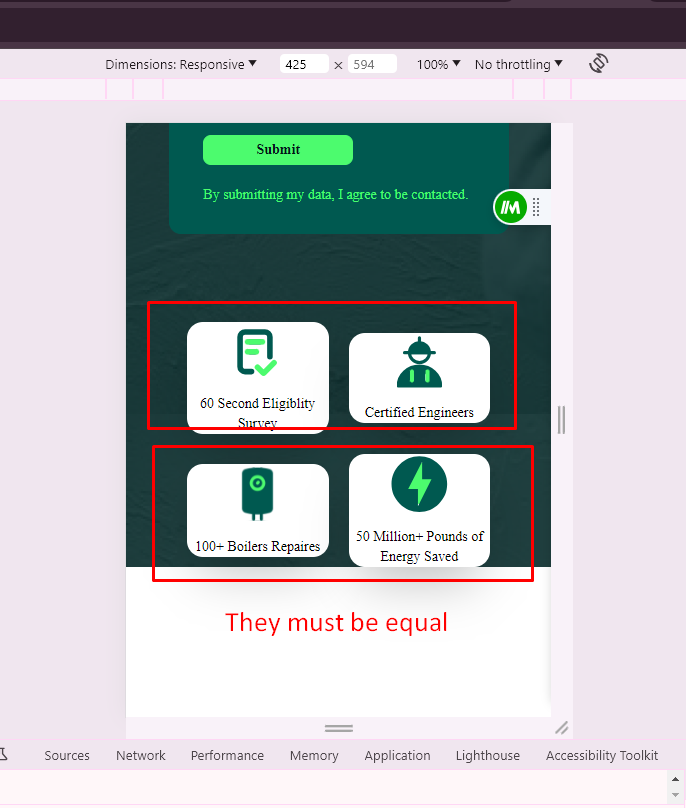 Dimensions: Responsive ▼ 425 × 594 100% ▼ No throttling ▼
Submit
By submitting my data, I agree to be contacted.
60 Second Eligiblity
Survey
Certified Engineers
100+ Boilers Repaires
50 Million+ Pounds of
Energy Saved
They must be equal
Sources Network Performance Memory Application Lighthouse Accessibility Toolkit